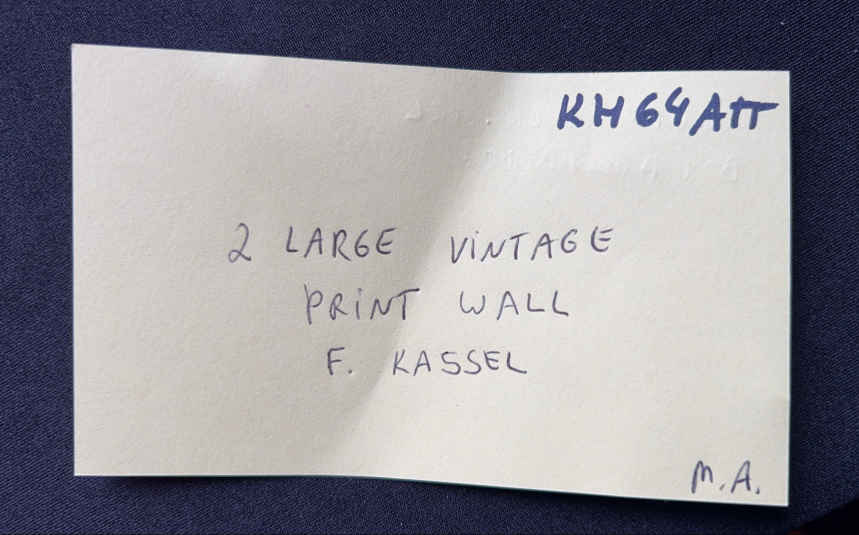 KH64ATT
2 LARGE VINTAGE
PRINT WALL
F. KASSEL
M.A.